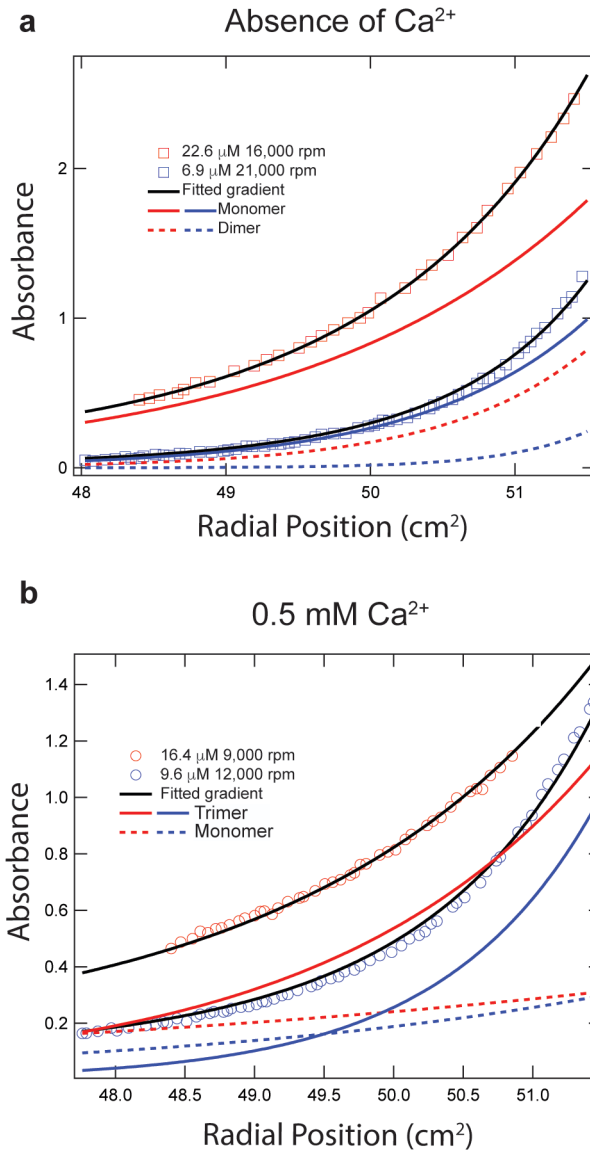 a
Absence of Ca²⁺
Absorbance
2
1
0
22.6 μM 16,000 rpm
6.9 μM 21,000 rpm
Fitted gradient
Monomer
Dimer
48 49 50 51
Radial Position (cm²)
b
0.5 mM Ca²⁺
Absorbance
1.4
1.2
1.0
0.8
0.6
0.4
0.2
16.4 μM 9,000 rpm
9.6 μM 12,000 rpm
Fitted gradient
Trimer
Monomer
48.0 48.5 49.0 49.5 50.0 50.5 51.0
Radial Position (cm²)